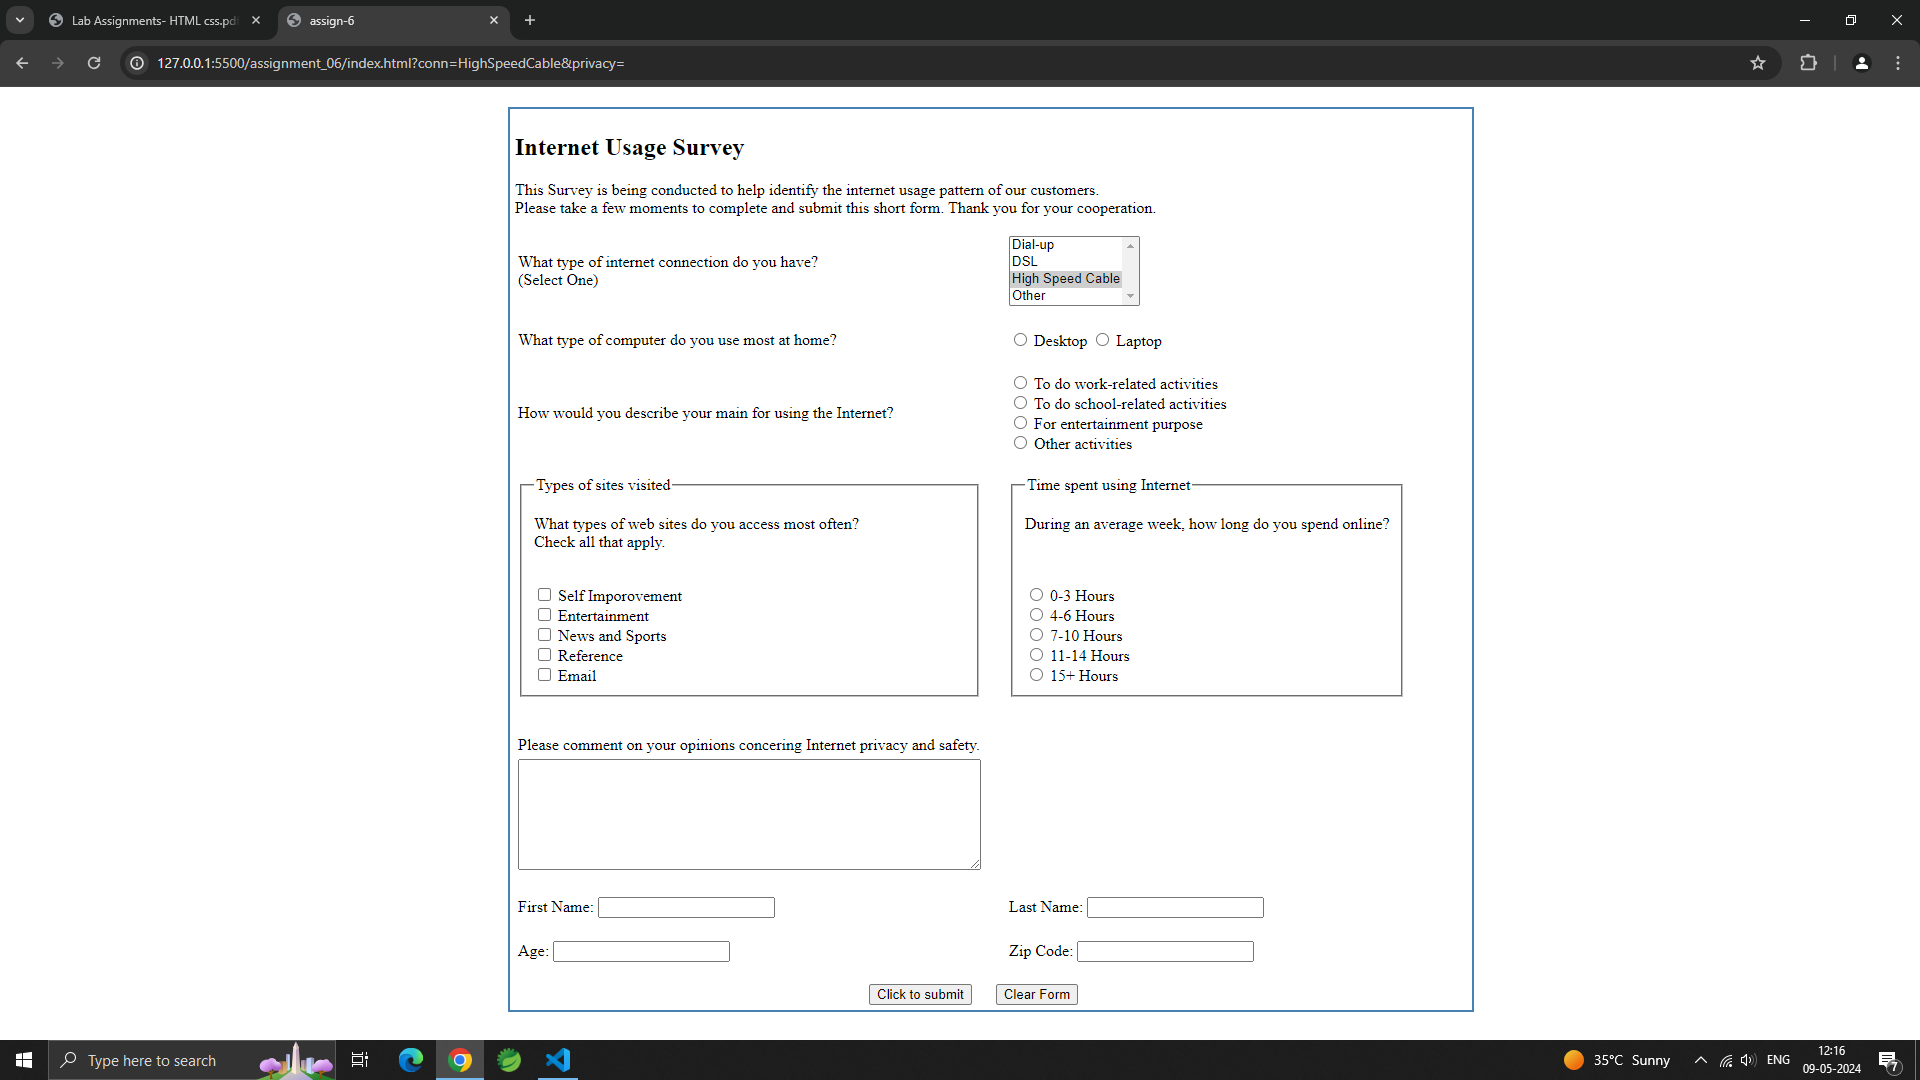 Lab Assignments- HTML css.pdf
assign-6
127.0.0.1:5500/assignment_06/index.html?conn=HighSpeedCable&privacy=
Internet Usage Survey
This Survey is being conducted to help identify the internet usage pattern of our customers.
Please take a few moments to complete and submit this short form. Thank you for your cooperation.
What type of internet connection do you have?
(Select One)
Dial-up
DSL
High Speed Cable
Other
What type of computer do you use most at home?
Desktop Laptop
How would you describe your main for using the Internet?
To do work-related activities
To do school-related activities
For entertainment purpose
Other activities
Types of sites visited
What types of web sites do you access most often?
Check all that apply.
Self Imporovement
Entertainment
News and Sports
Reference
Email
Time spent using Internet
During an average week, how long do you spend online?
0-3 Hours
4-6 Hours
7-10 Hours
11-14 Hours
15+ Hours
Please comment on your opinions concering Internet privacy and safety.
First Name:
Last Name:
Age:
Zip Code:
Click to submit
Clear Form
Type here to search
35°C Sunny
ENG
12:16
09-05-2024
7